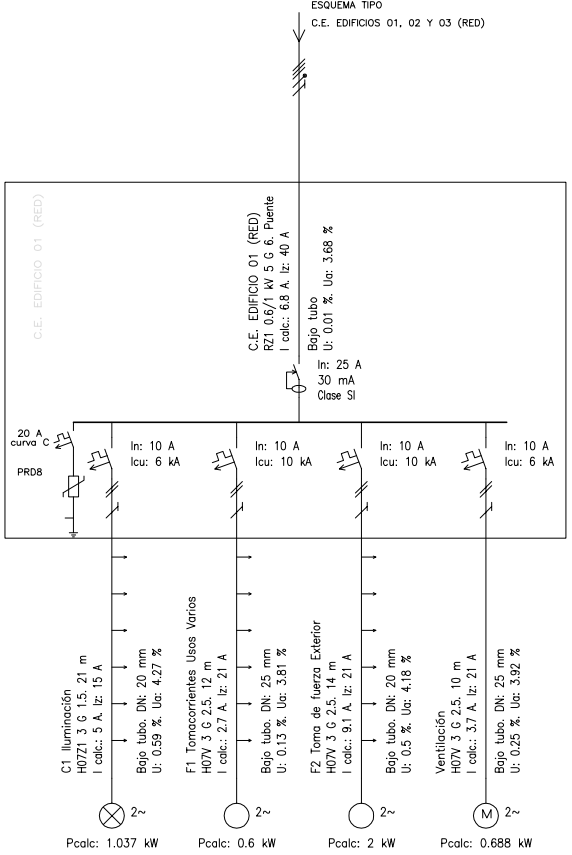 ESQUEMA TIPO
C.E. EDIFICIOS 01, 02 Y 03 (RED)
C.E. EDIFICIO 01 (RED)
C.E. EDIFICIO 01 (RED)
RZ1 0.6/1 kV 5 G 6. Puente
I calc.: 6.8 A. Iz: 40 A
Bajo tubo
U: 0.01 %. Ua: 3.68 %
In: 25 A
30 mA
Clase SI
20 A
curva C
PRD8
In: 10 A
Icu: 6 kA
In: 10 A
Icu: 10 kA
In: 10 A
Icu: 10 kA
In: 10 A
Icu: 6 kA
C1 Iluminación
H07Z1 3 G 1.5. 21 m
I calc.: 5 A. Iz: 15 A
Bajo tubo. DN: 20 mm
U: 0.59 %. Ua: 4.27 %
F1 Tomacorrientes Usos Varios
H07V 3 G 2.5. 12 m
I calc.: 2.7 A. Iz: 21 A
Bajo tubo. DN: 25 mm
U: 0.13 %. Ua: 3.81 %
F2 Toma de fuerza Exterior
H07V 3 G 2.5. 14 m
I calc.: 9.1 A. Iz: 21 A
Bajo tubo. DN: 20 mm
U: 0.5 %. Ua: 4.18 %
Ventilación
H07V 3 G 2.5. 10 m
I calc.: 3.7 A. Iz: 21 A
Bajo tubo. DN: 25 mm
U: 0.25 %. Ua: 3.92 %
2~
2~
2~
M
2~
Pcalc: 1.037 kW
Pcalc: 0.6 kW
Pcalc: 2 kW
Pcalc: 0.688 kW